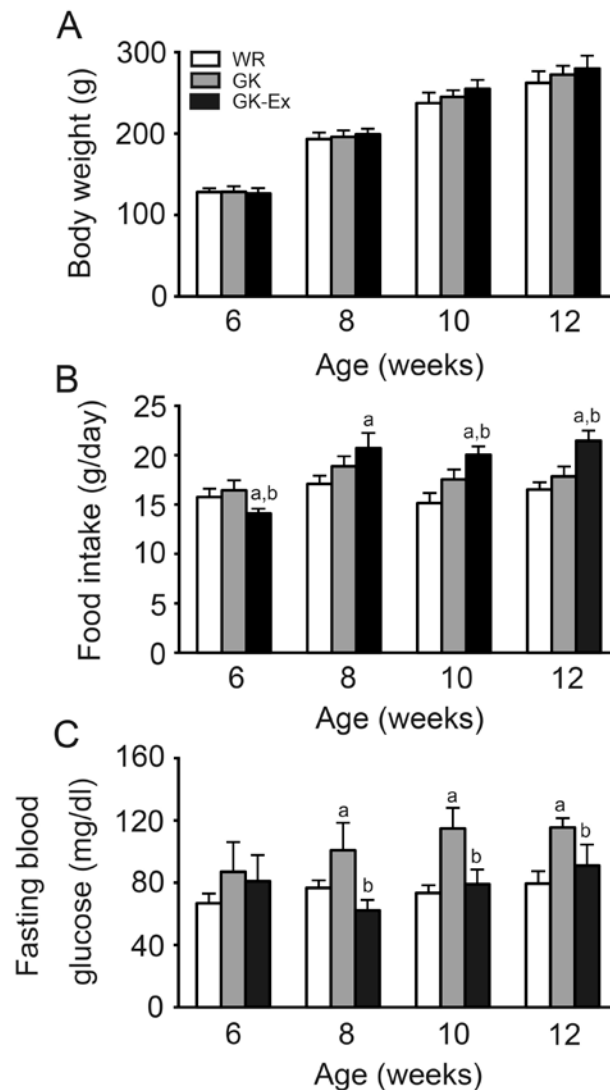 A
Body weight (g)
300
200
100
0
WR
GK
GK-Ex
6 8 10 12
Age (weeks)
B
Food intake (g/day)
25
20
15
10
5
0
a,b
a
a,b
a,b
6 8 10 12
Age (weeks)
C
Fasting blood
glucose (mg/dl)
160
120
80
40
0
a
b
a
b
a
b
6 8 10 12
Age (weeks)